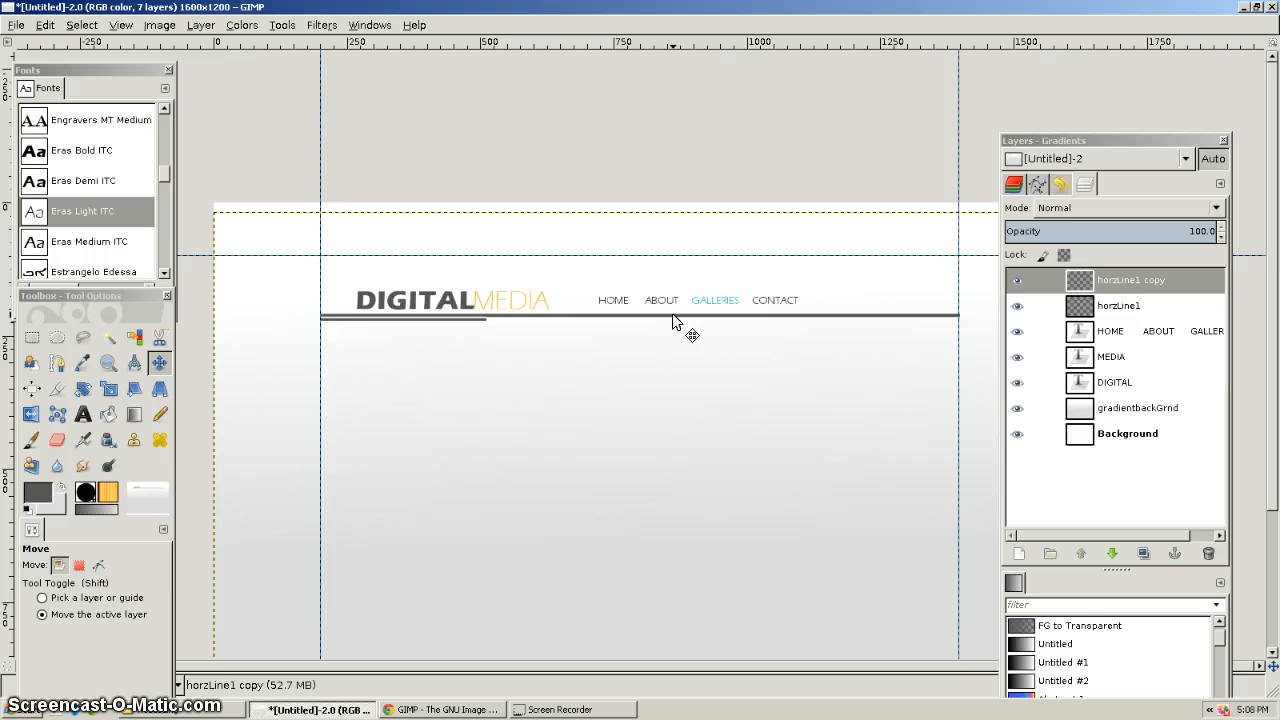 *[Untitled]-2.0 (RGB color, 7 layers) 1600x1200 – GIMP
File Edit Select View Image Layer Colors Tools Filters Windows Help
-250 0 250 500 750 1000 1250 1500 1750
Fonts
Fonts
Engravers MT Medium
Eras Bold ITC
Eras Demi ITC
Eras Light ITC
Eras Medium ITC
Estrangelo Edessa
Toolbox - Tool Options
Move
Move:
Tool Toggle (Shift)
Pick a layer or guide
Move the active layer
DIGITALMEDIA HOME ABOUT GALLERIES CONTACT
Layers - Gradients
[Untitled]-2 Auto
Mode: Normal
Opacity 100.0
Lock:
horzLine1 copy
horzLine1
HOME ABOUT GALLER
MEDIA
DIGITAL
gradientbackGrnd
Background
filter
FG to Transparent
Untitled
Untitled #1
Untitled #2
horzLine1 copy (52.7 MB)
Screencast-O-Matic.com
*[Untitled]-2.0 (RGB ... GIMP - The GNU Image ... Screen Recorder 5:08 PM